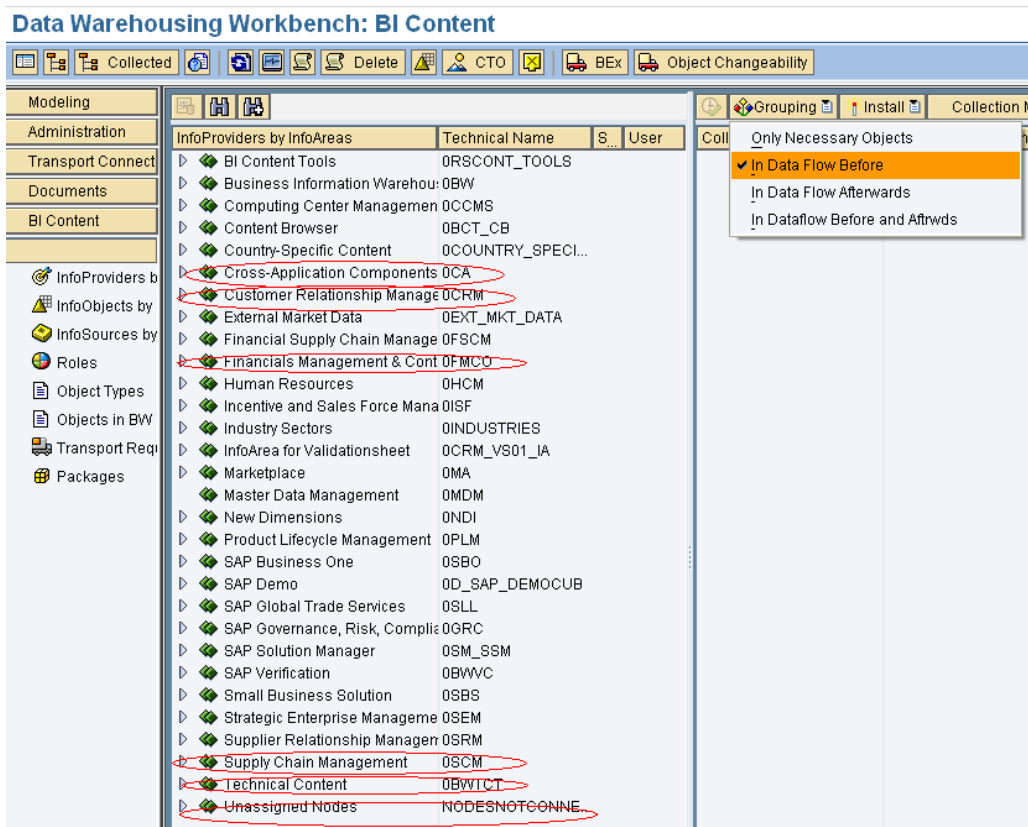 Data Warehousing Workbench: BI Content
Collected Delete CTO BEx Object Changeability
Modeling
Administration
Transport Connect
Documents
BI Content
InfoProviders b
InfoObjects by
InfoSources by
Roles
Object Types
Objects in BW
Transport Requ
Packages
InfoProviders by InfoAreas Technical Name S... User
BI Content Tools 0RSCONT_TOOLS
Business Information Warehou: 0BW
Computing Center Managemen 0CCMS
Content Browser 0BCT_CB
Country-Specific Content 0COUNTRY_SPECI...
Cross-Application Components 0CA
Customer Relationship Manage 0CRM
External Market Data 0EXT_MKT_DATA
Financial Supply Chain Manage 0FSCM
Financials Management & Cont 0FMCO
Human Resources 0HCM
Incentive and Sales Force Mana 0ISF
Industry Sectors 0INDUSTRIES
InfoArea for Validationsheet 0CRM_VS01_IA
Marketplace 0MA
Master Data Management 0MDM
New Dimensions 0NDI
Product Lifecycle Management 0PLM
SAP Business One 0SBO
SAP Demo 0D_SAP_DEMOCUB
SAP Global Trade Services 0SLL
SAP Governance, Risk, Complia 0GRC
SAP Solution Manager 0SM_SSM
SAP Verification 0BWVC
Small Business Solution 0SBS
Strategic Enterprise Manageme 0SEM
Supplier Relationship Managem 0SRM
Supply Chain Management 0SCM
Technical Content 0BWTCT
Unassigned Nodes NODESNOTCONNE...
Grouping Install Collection M
Coll
Only Necessary Objects
In Data Flow Before
In Data Flow Afterwards
In Dataflow Before and Aftrwds